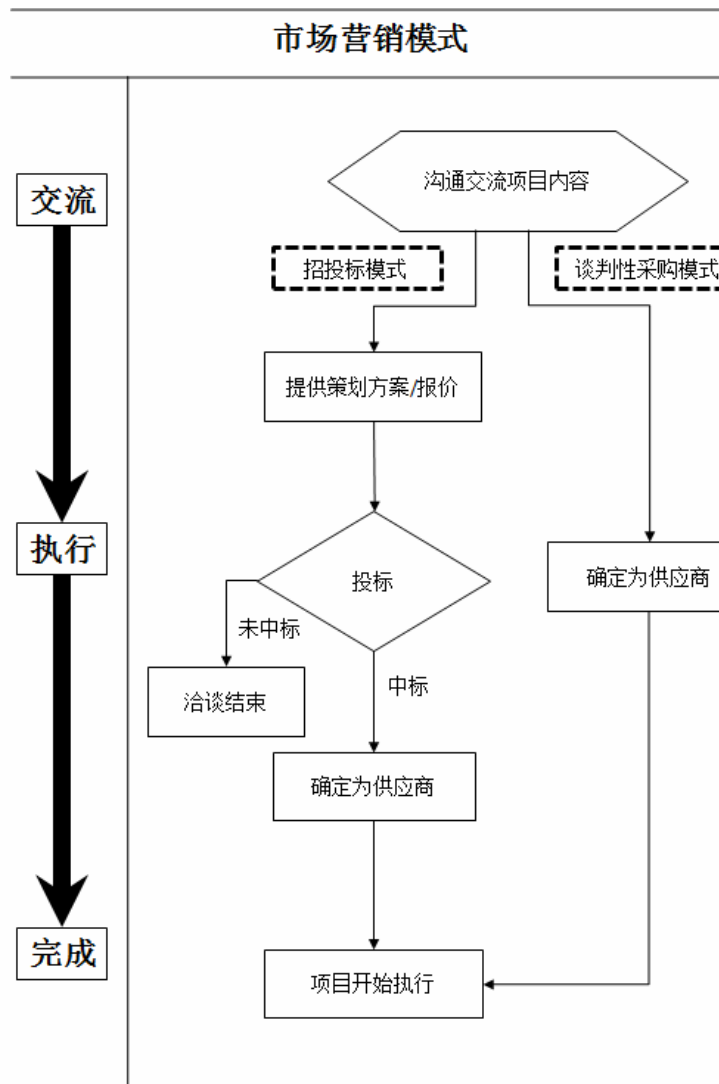 市场营销模式
交流
沟通交流项目内容
招投标模式
谈判性采购模式
提供策划方案/报价
执行
投标
确定为供应商
未中标
中标
洽谈结束
确定为供应商
完成
项目开始执行